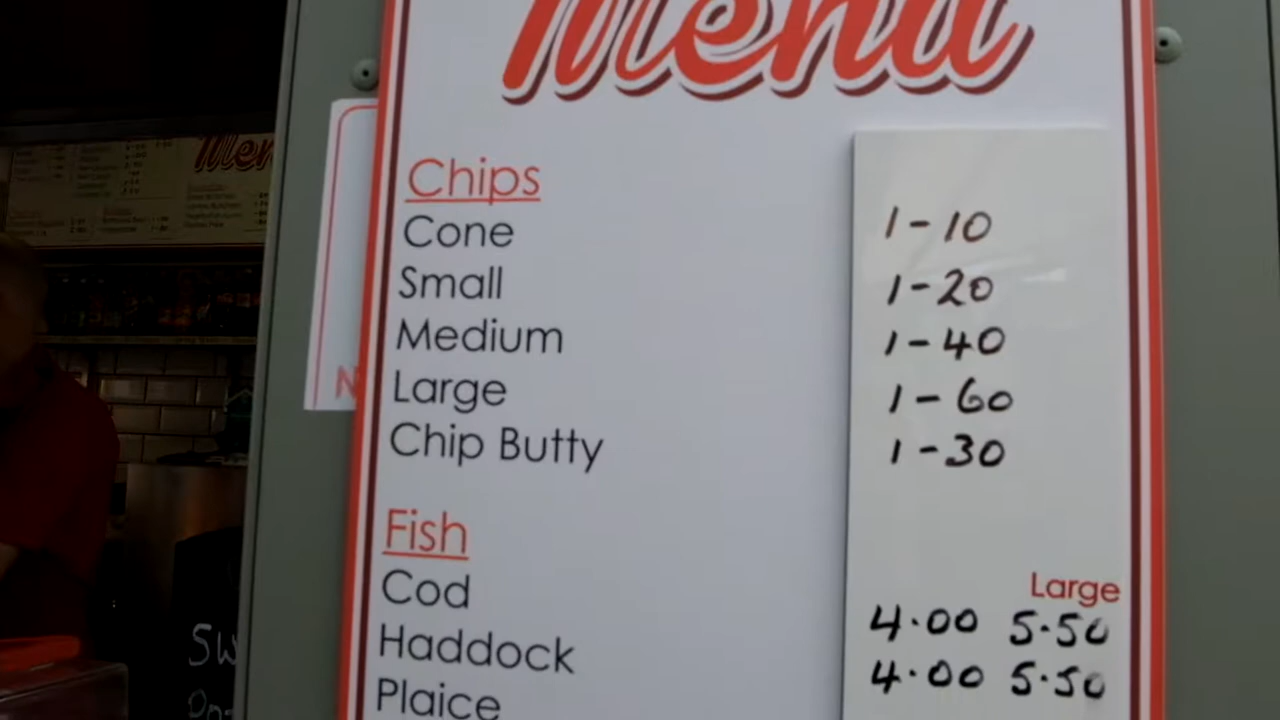 Menu
Chips
Cone 1-10
Small 1-20
Medium 1-40
Large 1-60
Chip Butty 1-30
Fish
Large
Cod 4.00 5.50
Haddock 4.00 5.50
Plaice
Men
N